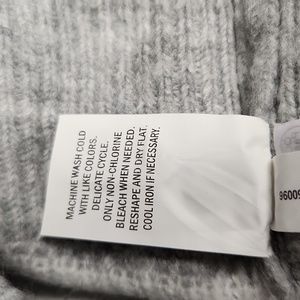 MACHINE WASH COLD
WITH LIKE COLORS.
DELICATE CYCLE.
ONLY NON-CHLORINE
BLEACH WHEN NEEDED.
RESHAPE AND DRY FLAT.
COOL IRON IF NECESSARY.
96009